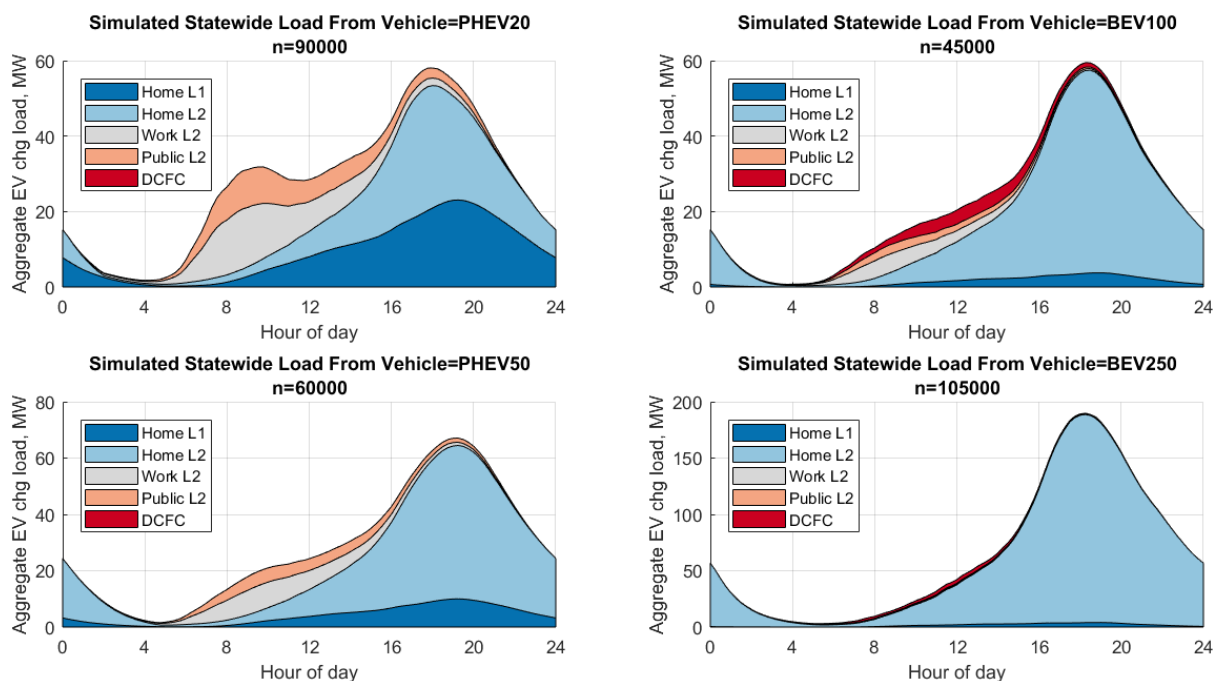 Simulated Statewide Load From Vehicle=PHEV20
n=90000
Aggregate EV chg load, MW
60
40
20
0
Home L1
Home L2
Work L2
Public L2
DCFC
0 4 8 12 16 20 24
Hour of day
Simulated Statewide Load From Vehicle=BEV100
n=45000
Aggregate EV chg load, MW
60
40
20
0
Home L1
Home L2
Work L2
Public L2
DCFC
0 4 8 12 16 20 24
Hour of day
Simulated Statewide Load From Vehicle=PHEV50
n=60000
Aggregate EV chg load, MW
80
60
40
20
0
Home L1
Home L2
Work L2
Public L2
DCFC
0 4 8 12 16 20 24
Hour of day
Simulated Statewide Load From Vehicle=BEV250
n=105000
Aggregate EV chg load, MW
200
150
100
50
0
Home L1
Home L2
Work L2
Public L2
DCFC
0 4 8 12 16 20 24
Hour of day